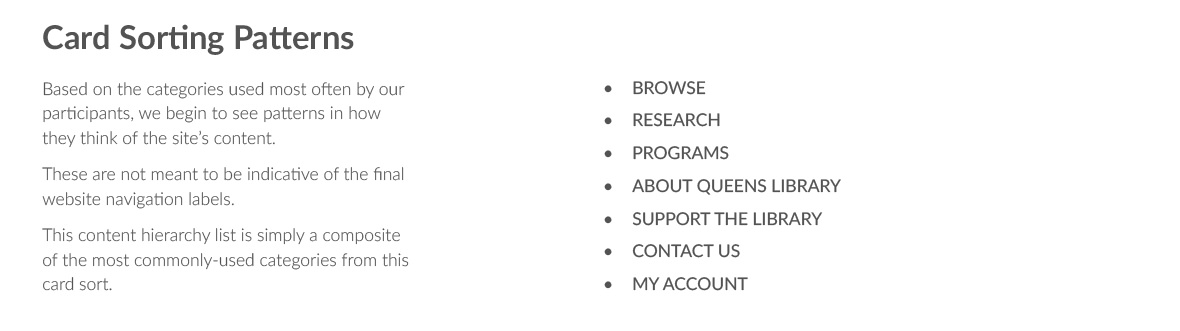 Card Sorting Patterns
Based on the categories used most often by our
participants, we begin to see patterns in how
they think of the site's content.
These are not meant to be indicative of the final
website navigation labels.
This content hierarchy list is simply a composite
of the most commonly-used categories from this
card sort.
• BROWSE
• RESEARCH
• PROGRAMS
• ABOUT QUEENS LIBRARY
• SUPPORT THE LIBRARY
• CONTACT US
• MY ACCOUNT